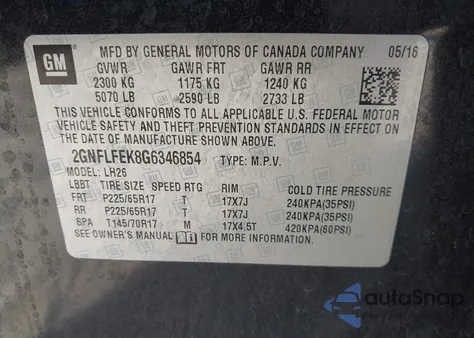 GM
MFD BY GENERAL MOTORS OF CANADA COMPANY 05/16
GVWR GAWR FRT GAWR RR
2300 KG 1175 KG 1240 KG
5070 LB 2590 LB 2733 LB
THIS VEHICLE CONFORMS TO ALL APPLICABLE U.S. FEDERAL MOTOR
VEHICLE SAFETY AND THEFT PREVENTION STANDARDS IN EFFECT ON
THE DATE OF MANUFACTURE SHOWN ABOVE.
2GNFLFEK8G6346854 TYPE: M.P.V.
MODEL: LH26
LBBT TIRE SIZE SPEED RTG RIM COLD TIRE PRESSURE
FRT P225/65R17 T 17X7J 240KPA(35PSI)
RR P225/65R17 T 17X7J 240KPA(35PSI)
SPA T145/70R17 M 17X4.5T 420KPA(60PSI)
SEE OWNER'S MANUAL FOR MORE INFORMATION
autoSnap